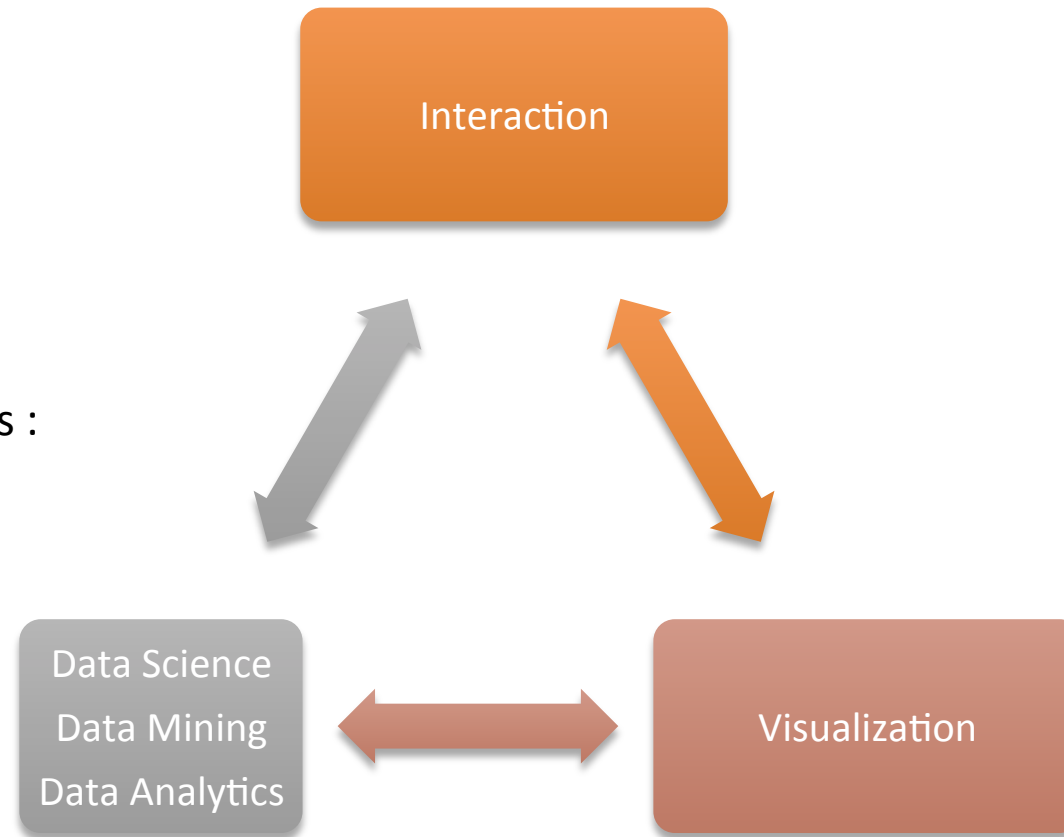 Interaction
s :
Data Science
Data Mining
Data Analytics
Visualization